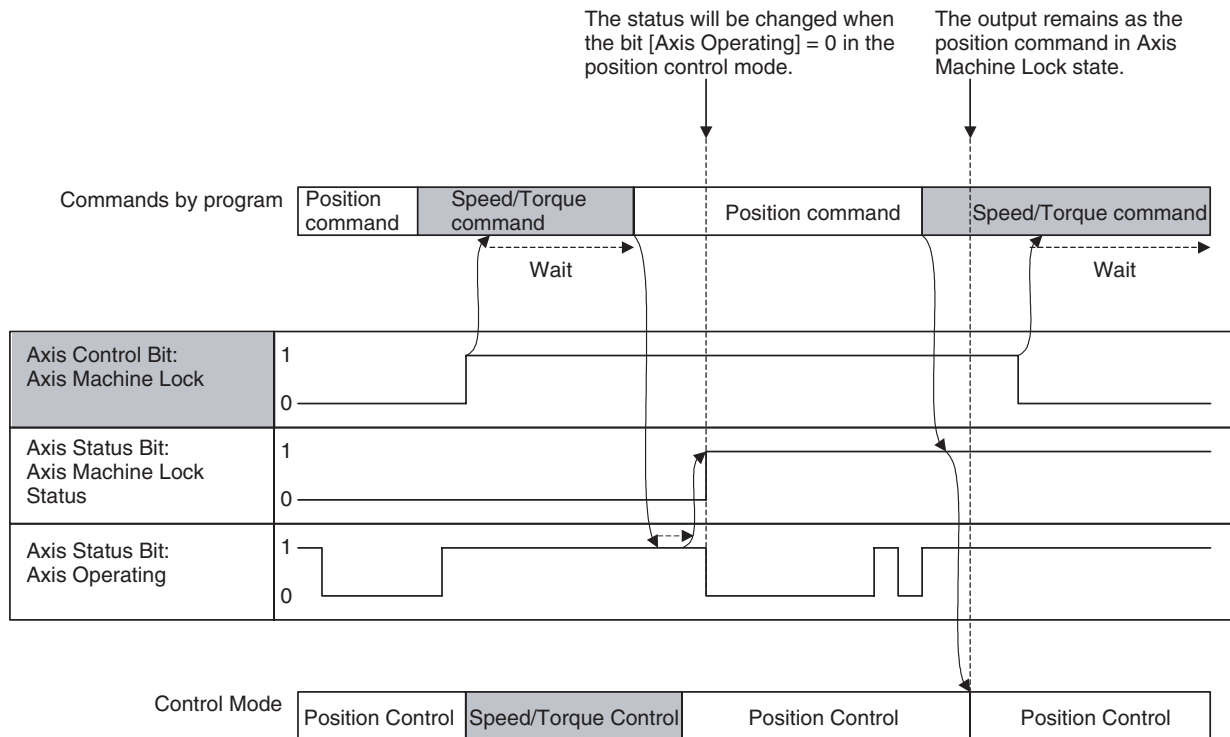 The status will be changed when
the bit [Axis Operating] = 0 in the
position control mode.
The output remains as the
position command in Axis
Machine Lock state.
Commands by program
Position
command
Speed/Torque
command
Position command
Speed/Torque command
Wait
Wait
Axis Control Bit:
Axis Machine Lock
1
0
Axis Status Bit:
Axis Machine Lock
Status
1
0
Axis Status Bit:
Axis Operating
1
0
Control Mode
Position Control
Speed/Torque Control
Position Control
Position Control